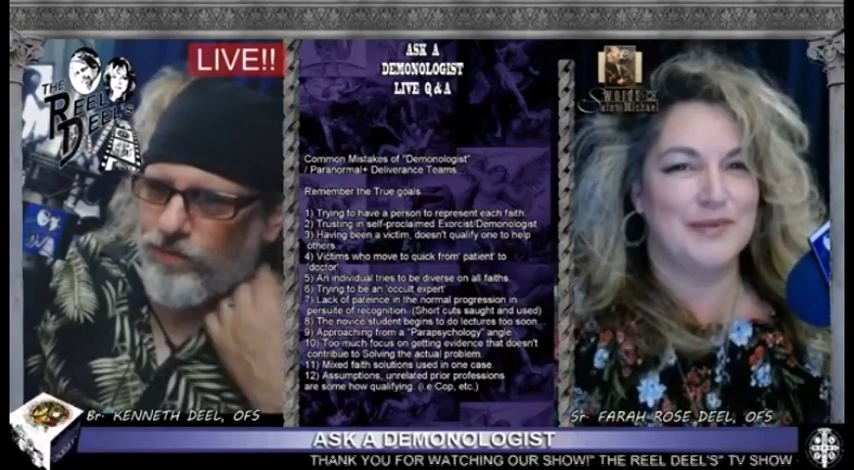 LIVE!!
THE
REEL
DEEL'S
ASK A
DEMONOLOGIST
LIVE Q&A
SWORDS OF
Saint Michael
Common Mistakes of "Demonologist"
/ Paranormal+ Deliverance Teams..
Remember the True goals
1) Trying to have a person to represent each faith.
2) Trusting in self-proclaimed Exorcist/Demonologist
3) Having been a victim, doesn't qualify one to help
others..
4) Victims who move to quick from' patient' to
'doctor'
5) An individual tries to be diverse on all faiths.
6) Trying to be an 'occult expert'
7) Lack of patience in the normal progression in
persuite of recognition. (Short cuts saught and used)
8) The novice student begins to do lectures too soon...
9) Approaching from a "Parapsychology" angle
10) Too much focus on getting evidence that doesn't
contribute to Solving the actual problem.
11) Mixed faith solutions used in one case.
12) Assumptions, unrelated prior professions
are some how qualifying. (i.e Cop, etc.)
Br. KENNETH DEEL, OFS
Sr. FARAH ROSE DEEL, OFS
ASK A DEMONOLOGIST
THANK YOU FOR WATCHING OUR SHOW!" THE REEL DEEL'S" TV SHOW